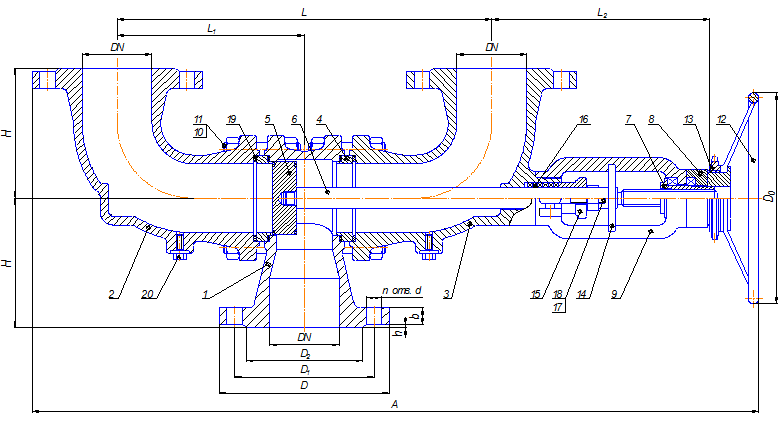 L
L₁
L₂
DN
DN
11
10
19
5
6
4
16
7
8
13
12
H
H
D₀
2
20
1
3
15
18
17
14
9
n отв. d
b
h
DN
D₂
D₁
D
A